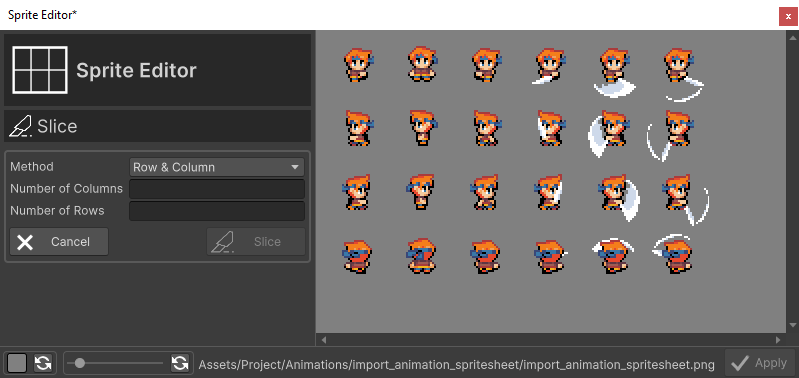 Sprite Editor*
x
Sprite Editor
Slice
Method
Row & Column
Number of Columns
Number of Rows
Cancel
Slice
Assets/Project/Animations/import_animation_spritesheet/import_animation_spritesheet.png
Apply